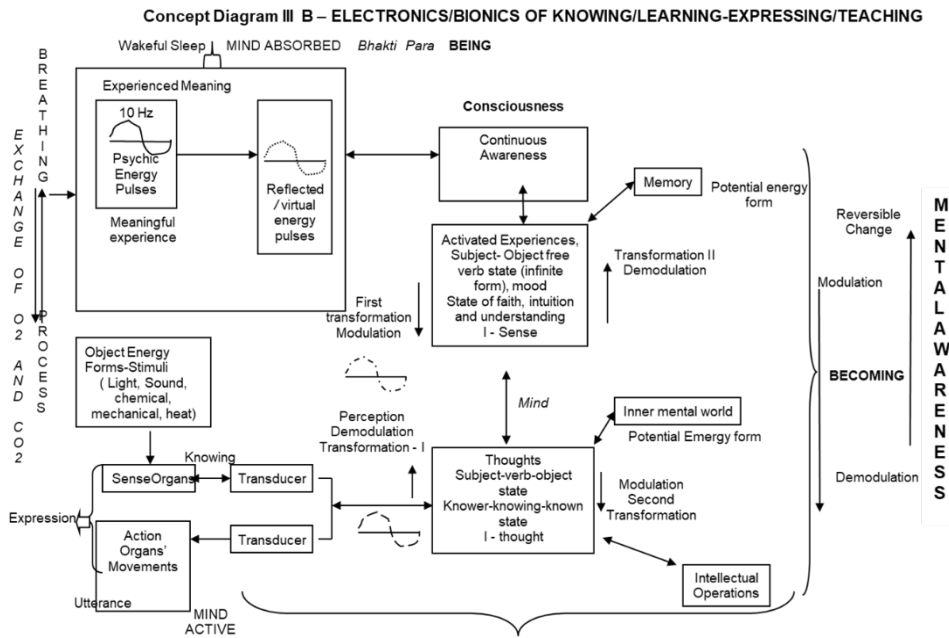 Concept Diagram III B – ELECTRONICS/BIONICS OF KNOWING/LEARNING-EXPRESSING/TEACHING
Wakeful Sleep MIND ABSORBED Bhakti Para BEING
BREATHING PROCESS
EXCHANGE OF O2 AND CO2
Experienced Meaning
10 Hz
Psychic
Energy
Pulses
Meaningful
experience
Reflected
/ virtual
energy
pulses
Consciousness
Continuous
Awareness
Memory
Potential energy
form
Activated Experiences,
Subject- Object free
verb state (infinite
form), mood
State of faith, intuition
and understanding
I - Sense
Transformation II
Demodulation
First
transformation
Modulation
Reversible
Change
Modulation
BECOMING
Demodulation
MENTALAWARENESS
Object Energy
Forms-Stimuli
( Light, Sound,
chemical,
mechanical, heat)
Mind
Perception
Demodulation
Transformation - I
Inner mental world
Potential Emergy form
Thoughts
Subject-verb-object
state
Knower-knowing-known
state
I - thought
Modulation
Second
Transformation
Knowing
SenseOrgans
Transducer
Expression
Action
Organs'
Movements
Transducer
Utterance
MIND
ACTIVE
Intellectual
Operations